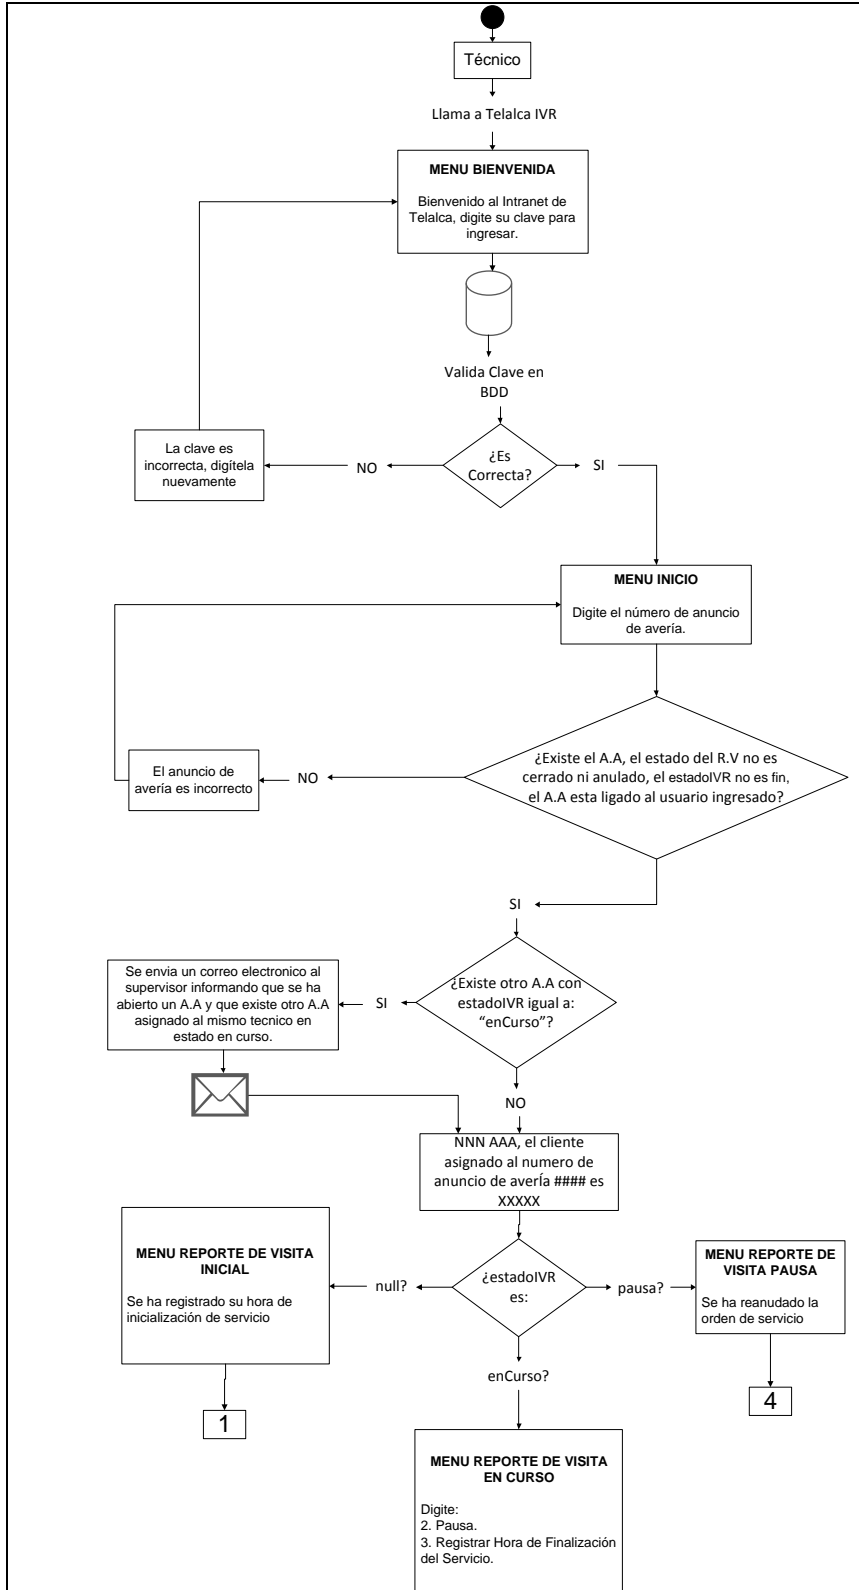 Técnico
Llama a Telalca IVR
MENU BIENVENIDA
Bienvenido al Intranet de
Telalca, digite su clave para
ingresar.
Valida Clave en
BDD
¿Es
Correcta?
NO
SI
La clave es
incorrecta, digítela
nuevamente
MENU INICIO
Digite el número de anuncio
de avería.
¿Existe el A.A, el estado del R.V no es
cerrado ni anulado, el estadoIVR no es fin,
el A.A esta ligado al usuario ingresado?
NO
El anuncio de
avería es incorrecto
SI
¿Existe otro A.A con
estadoIVR igual a:
“enCurso”?
SI
Se envia un correo electronico al
supervisor informando que se ha
abierto un A.A y que existe otro A.A
asignado al mismo tecnico en
estado en curso.
NO
NNN AAA, el cliente
asignado al numero de
anuncio de avería #### es
XXXXX
¿estadoIVR
es:
null?
pausa?
enCurso?
MENU REPORTE DE VISITA
INICIAL
Se ha registrado su hora de
inicialización de servicio
1
MENU REPORTE DE
VISITA PAUSA
Se ha reanudado la
orden de servicio
4
MENU REPORTE DE VISITA
EN CURSO
Digite:
2. Pausa.
3. Registrar Hora de Finalización
del Servicio.